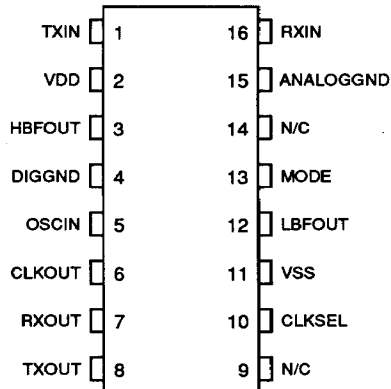 TXIN 1 16 RXIN
VDD 2 15 ANALOGGND
HBFOUT 3 14 N/C
DIGGND 4 13 MODE
OSCIN 5 12 LBFOUT
CLKOUT 6 11 VSS
RXOUT 7 10 CLKSEL
TXOUT 8 9 N/C